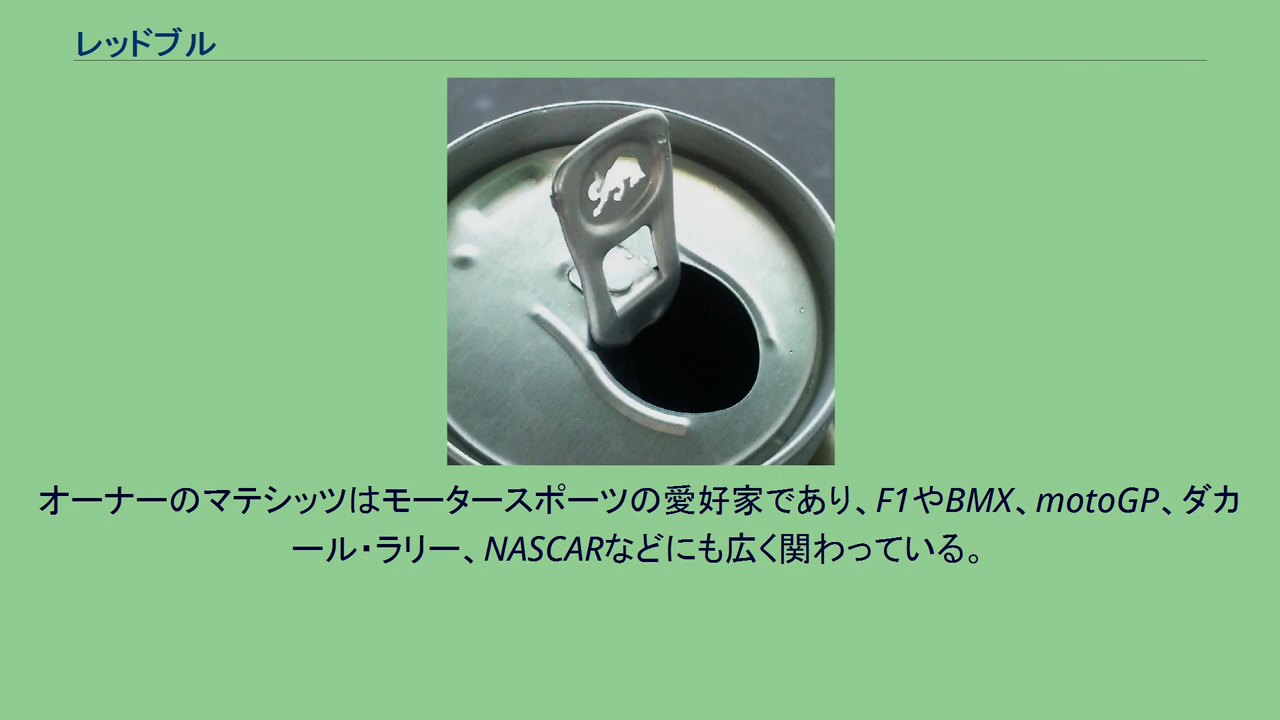 レッドブル
オーナーのマテシッツはモータースポーツの愛好家であり、F1やBMX、motoGP、ダカ
ール・ラリー、NASCARなどにも広く関わっている。